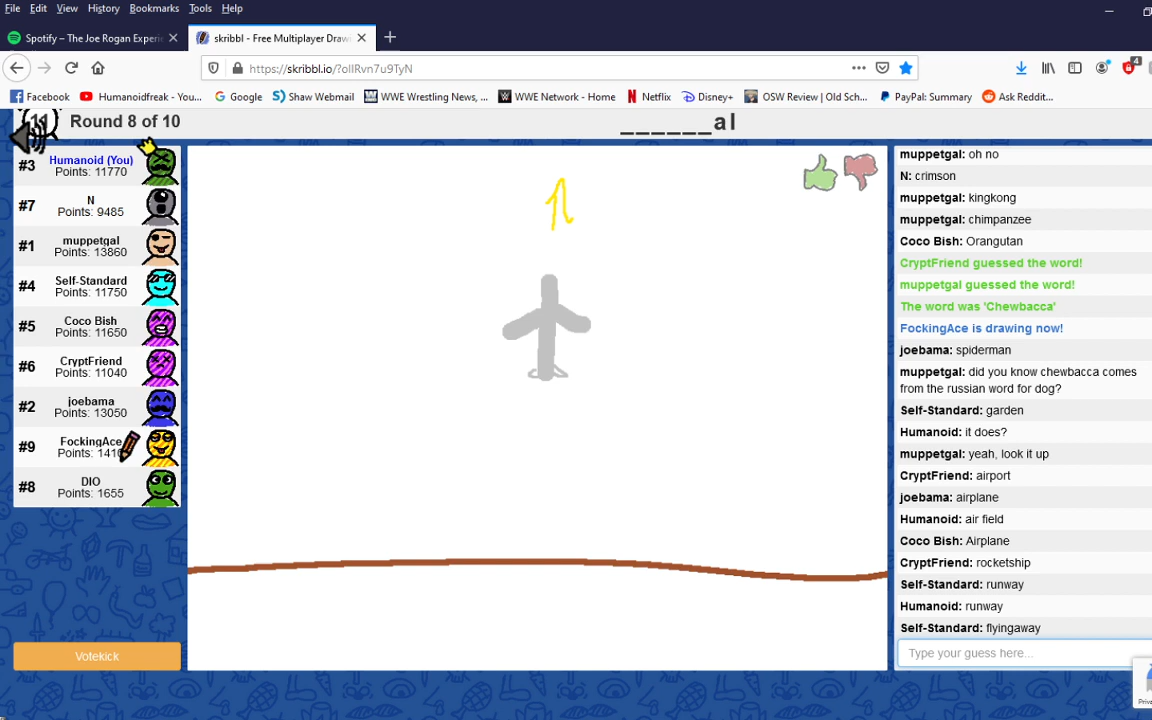 File Edit View History Bookmarks Tools Help
Spotify – The Joe Rogan Experi
skribbl - Free Multiplayer Drawi
https://skribbl.io/?olIRvn7u9TyN
4
Facebook Humanoidfreak - You... Google Shaw Webmail WWE Wrestling News, ... WWE Network - Home Netflix Disney+ OSW Review | Old Sch... PayPal: Summary Ask Reddit...
Round 8 of 10
______al
#3 Humanoid (You)
Points: 11770
#7 N
Points: 9485
#1 muppetgal
Points: 13860
#4 Self-Standard
Points: 11750
#5 Coco Bish
Points: 11650
#6 CryptFriend
Points: 11040
#2 joebama
Points: 13050
#9 FockingAce
Points: 1410
#8 DIO
Points: 1655
Votekick
muppetgal: oh no
N: crimson
muppetgal: kingkong
muppetgal: chimpanzee
Coco Bish: Orangutan
CryptFriend guessed the word!
muppetgal guessed the word!
The word was 'Chewbacca'
FockingAce is drawing now!
joebama: spiderman
muppetgal: did you know chewbacca comes
from the russian word for dog?
Self-Standard: garden
Humanoid: it does?
muppetgal: yeah, look it up
CryptFriend: airport
joebama: airplane
Humanoid: air field
Coco Bish: Airplane
CryptFriend: rocketship
Self-Standard: runway
Humanoid: runway
Self-Standard: flyingaway
Type your guess here...